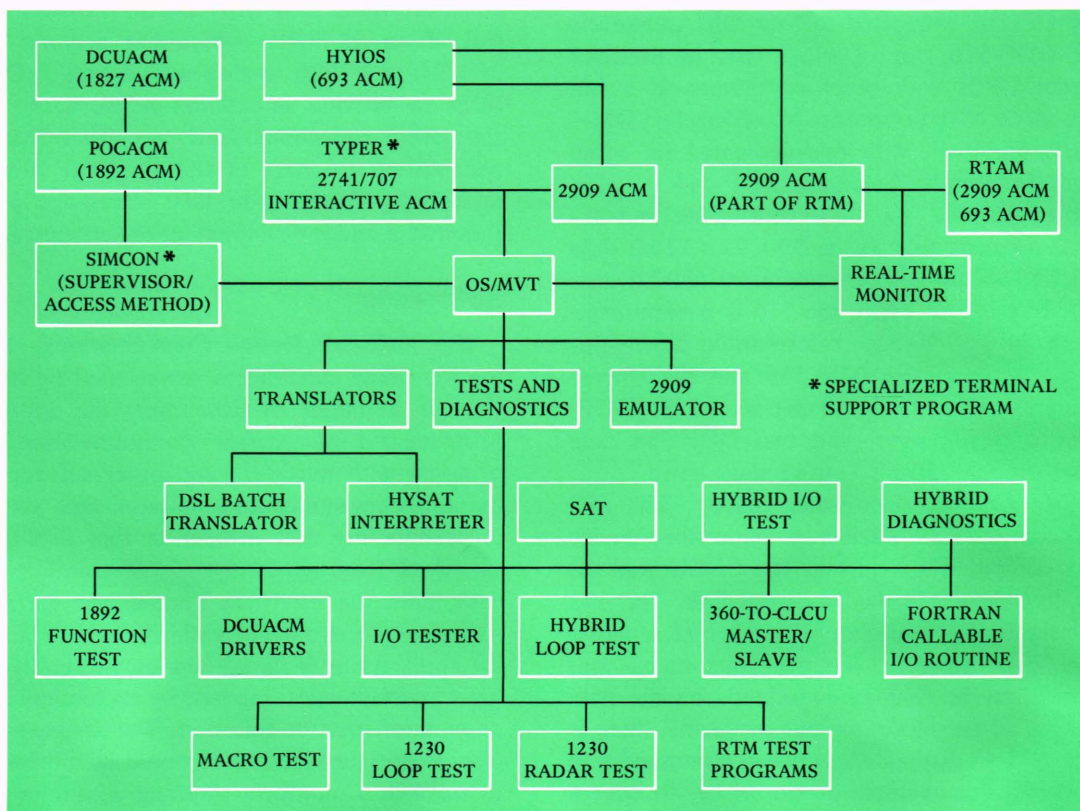 DCUACM
(1827 ACM)
HYIOS
(693 ACM)
POCACM
(1892 ACM)
TYPER *
2741/707
INTERACTIVE ACM
2909 ACM
2909 ACM
(PART OF RTM)
RTAM
(2909 ACM
693 ACM)
SIMCON *
(SUPERVISOR/
ACCESS METHOD)
OS/MVT
REAL-TIME
MONITOR
TRANSLATORS
TESTS AND
DIAGNOSTICS
2909
EMULATOR
* SPECIALIZED TERMINAL
SUPPORT PROGRAM
DSL BATCH
TRANSLATOR
HYSAT
INTERPRETER
SAT
HYBRID I/O
TEST
HYBRID
DIAGNOSTICS
1892
FUNCTION
TEST
DCUACM
DRIVERS
I/O TESTER
HYBRID
LOOP TEST
360-TO-CLCU
MASTER/
SLAVE
FORTRAN
CALLABLE
I/O ROUTINE
MACRO TEST
1230
LOOP TEST
1230
RADAR TEST
RTM TEST
PROGRAMS